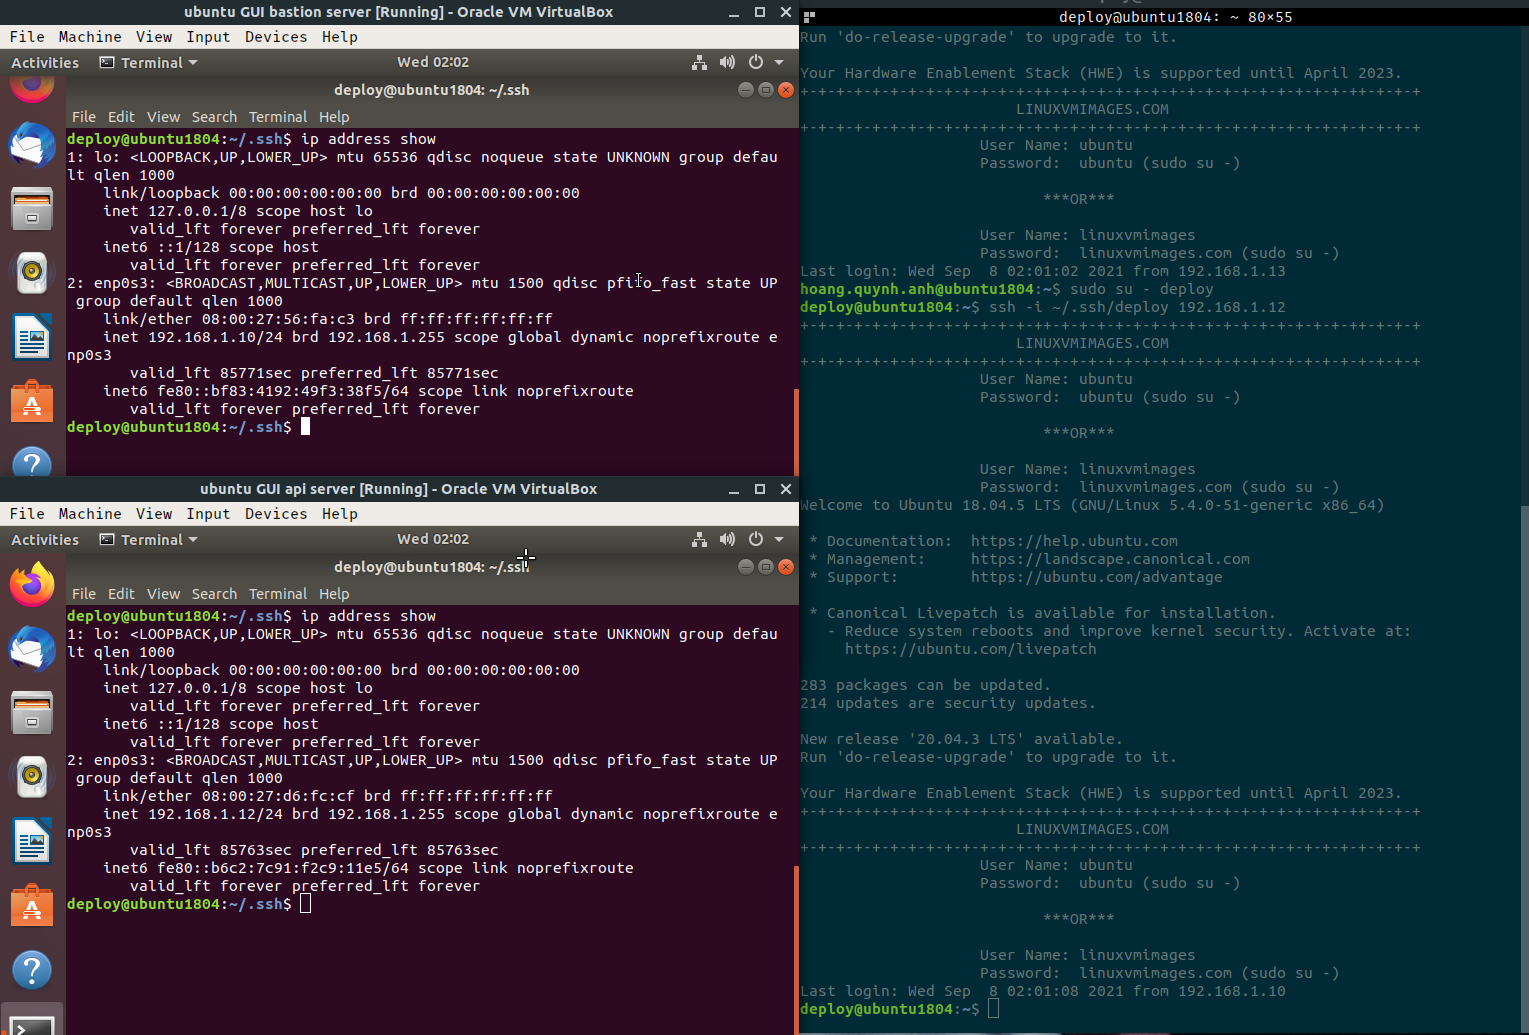 ubuntu GUI bastion server [Running] - Oracle VM VirtualBox
File Machine View Input Devices Help
Activities Terminal Wed 02:02
deploy@ubuntu1804: ~/.ssh
File Edit View Search Terminal Help
deploy@ubuntu1804:~/.ssh$ ip address show
1: lo: <LOOPBACK,UP,LOWER_UP> mtu 65536 qdisc noqueue state UNKNOWN group defau
lt qlen 1000
link/loopback 00:00:00:00:00:00 brd 00:00:00:00:00:00
inet 127.0.0.1/8 scope host lo
valid_lft forever preferred_lft forever
inet6 ::1/128 scope host
valid_lft forever preferred_lft forever
2: enp0s3: <BROADCAST,MULTICAST,UP,LOWER_UP> mtu 1500 qdisc pfifo_fast state UP
group default qlen 1000
link/ether 08:00:27:56:fa:c3 brd ff:ff:ff:ff:ff:ff
inet 192.168.1.10/24 brd 192.168.1.255 scope global dynamic noprefixroute e
np0s3
valid_lft 85771sec preferred_lft 85771sec
inet6 fe80::bf83:4192:49f3:38f5/64 scope link noprefixroute
valid_lft forever preferred_lft forever
deploy@ubuntu1804:~/.ssh$
ubuntu GUI api server [Running] - Oracle VM VirtualBox
File Machine View Input Devices Help
Activities Terminal Wed 02:02
deploy@ubuntu1804: ~/.ssh
File Edit View Search Terminal Help
deploy@ubuntu1804:~/.ssh$ ip address show
1: lo: <LOOPBACK,UP,LOWER_UP> mtu 65536 qdisc noqueue state UNKNOWN group defau
lt qlen 1000
link/loopback 00:00:00:00:00:00 brd 00:00:00:00:00:00
inet 127.0.0.1/8 scope host lo
valid_lft forever preferred_lft forever
inet6 ::1/128 scope host
valid_lft forever preferred_lft forever
2: enp0s3: <BROADCAST,MULTICAST,UP,LOWER_UP> mtu 1500 qdisc pfifo_fast state UP
group default qlen 1000
link/ether 08:00:27:d6:fc:cf brd ff:ff:ff:ff:ff:ff
inet 192.168.1.12/24 brd 192.168.1.255 scope global dynamic noprefixroute e
np0s3
valid_lft 85763sec preferred_lft 85763sec
inet6 fe80::b6c2:7c91:f2c9:11e5/64 scope link noprefixroute
valid_lft forever preferred_lft forever
deploy@ubuntu1804:~/.ssh$
deploy@ubuntu1804: ~ 80×55
Run 'do-release-upgrade' to upgrade to it.
Your Hardware Enablement Stack (HWE) is supported until April 2023.
+-+-+-+-+-+-+-+-+-+-+-+-+-+-+-+-+-+-+-+-+-+-+-+-++-+-+-+-+-++-+-+-+-+
LINUXVMIMAGES.COM
+-+-+-+-+-+-+-+-+-+-+-+-+-+-+-+-+-+-+-+-+-+-+-+-+-+-+-+-+-+-+-+-+-+-+
User Name: ubuntu
Password: ubuntu (sudo su -)
***OR***
User Name: linuxvmimages
Password: linuxvmimages.com (sudo su -)
Last login: Wed Sep 8 02:01:02 2021 from 192.168.1.13
hoang.quynh.anh@ubuntu1804:~$ sudo su - deploy
deploy@ubuntu1804:~$ ssh -i ~/.ssh/deploy 192.168.1.12
+-+-+-+-+-+-+-+-+-+-+-+-+-+-++-+-+-+-+-+-+-+-+-+-+-+-++-+-+-++-+-+-+-+
LINUXVMIMAGES.COM
+-+-+-+-+-+-+-+-+-+-+-+-+-+-+-+-+-+-+-+-+-+-+-+-+-+-+-+-+-+-+-+-+-+-+
User Name: ubuntu
Password: ubuntu (sudo su -)
***OR***
User Name: linuxvmimages
Password: linuxvmimages.com (sudo su -)
Welcome to Ubuntu 18.04.5 LTS (GNU/Linux 5.4.0-51-generic x86_64)
* Documentation: https://help.ubuntu.com
* Management: https://landscape.canonical.com
* Support: https://ubuntu.com/advantage
* Canonical Livepatch is available for installation.
- Reduce system reboots and improve kernel security. Activate at:
https://ubuntu.com/livepatch
283 packages can be updated.
214 updates are security updates.
New release '20.04.3 LTS' available.
Run 'do-release-upgrade' to upgrade to it.
Your Hardware Enablement Stack (HWE) is supported until April 2023.
+-+-+-+-+-+-+-+-+-+-+-+-+-+-+-+-+-+-+-+-+-+-+-+-++-+-+-+-+-++-+-+-+-+
LINUXVMIMAGES.COM
+-+-+-+-+-+-+-+-+-+-+-+-+-+-+-+-+-+-+-+-+-+-+-+-+-+-+-+-+-+-+-+-+-+-+
User Name: ubuntu
Password: ubuntu (sudo su -)
***OR***
User Name: linuxvmimages
Password: linuxvmimages.com (sudo su -)
Last login: Wed Sep 8 02:01:08 2021 from 192.168.1.10
deploy@ubuntu1804:~$